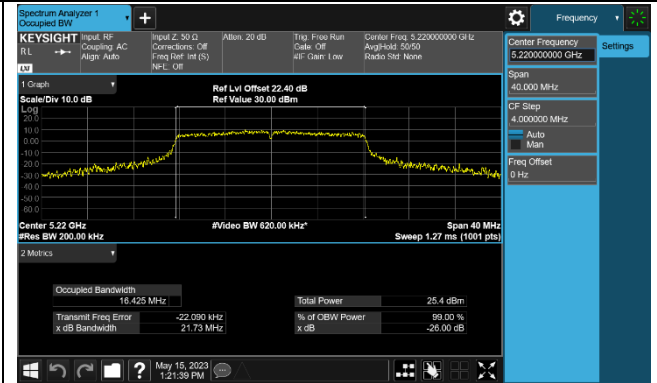 Spectrum Analyzer 1
Occupied BW
Frequency
KEYSIGHT
RL
LXI
Input: RF
Coupling: AC
Align: Auto
Input Z: 50 Ω
Corrections: Off
Freq Ref: Int (S)
NFE: Off
Atten: 20 dB
Trig: Free Run
Gate: Off
#IF Gain: Low
Center Freq: 5.220000000 GHz
Avg|Hold: 50/50
Radio Std: None
Center Frequency
5.220000000 GHz
Settings
Span
40.000 MHz
CF Step
4.000000 MHz
Auto
Man
Freq Offset
0 Hz
1 Graph
Scale/Div 10.0 dB
Ref Lvl Offset 22.40 dB
Ref Value 30.00 dBm
Log
20.0
10.0
0.00
-10.0
-20.0
-30.0
-40.0
-50.0
-60.0
Center 5.22 GHz
#Res BW 200.00 kHz
#Video BW 620.00 kHz*
Span 40 MHz
Sweep 1.27 ms (1001 pts)
2 Metrics
Occupied Bandwidth
16.425 MHz
Total Power 25.4 dBm
Transmit Freq Error -22.090 kHz
% of OBW Power 99.00 %
x dB Bandwidth 21.73 MHz
x dB -26.00 dB
?
May 15, 2023
1:21:39 PM